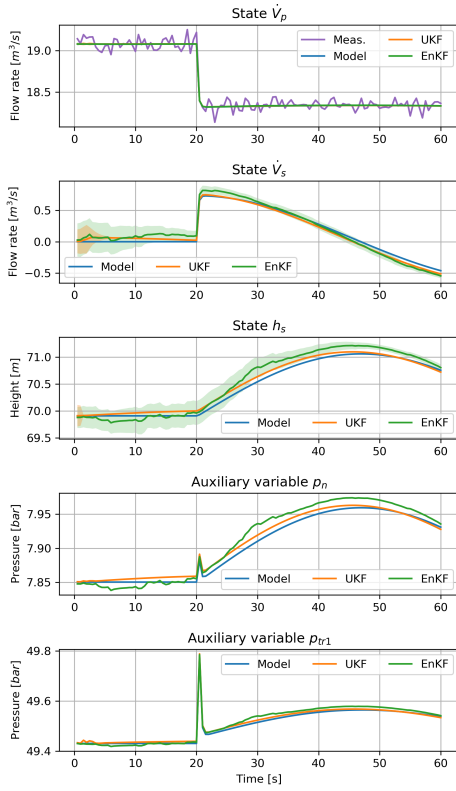 State V̇ₚ
Flow rate [m³/s]
19.0
18.5
Meas.
Model
UKF
EnKF
0
10
20
30
40
50
60
State V̇ₛ
Flow rate [m³/s]
0.5
0.0
−0.5
Model
UKF
EnKF
0
10
20
30
40
50
60
State hₛ
Height [m]
71.0
70.5
70.0
69.5
Model
UKF
EnKF
0
10
20
30
40
50
60
Auxiliary variable pₙ
Pressure [bar]
7.95
7.90
7.85
Model
UKF
EnKF
0
10
20
30
40
50
60
Auxiliary variable pₜᵣ₁
Pressure [bar]
49.8
49.6
49.4
Model
UKF
EnKF
0
10
20
30
40
50
60
Time [s]